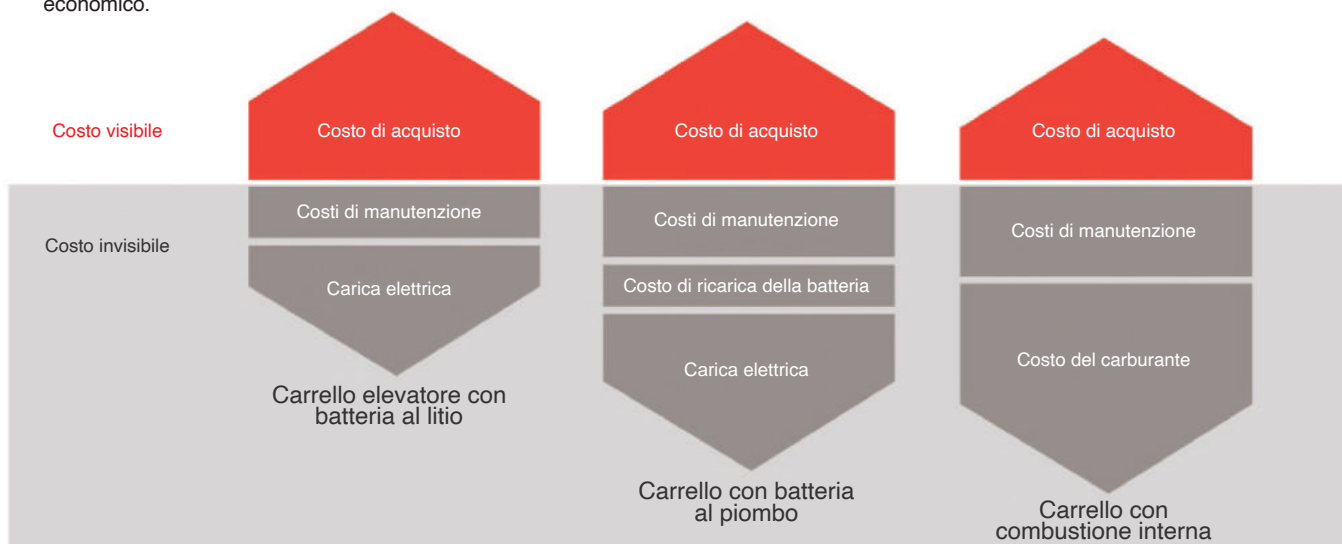 economico.
Costo visibile
Costo di acquisto
Costo di acquisto
Costo di acquisto
Costo invisibile
Costi di manutenzione
Carica elettrica
Carrello elevatore con
batteria al litio
Costi di manutenzione
Costo di ricarica della batteria
Carica elettrica
Carrello con batteria
al piombo
Costi di manutenzione
Costo del carburante
Carrello con
combustione interna